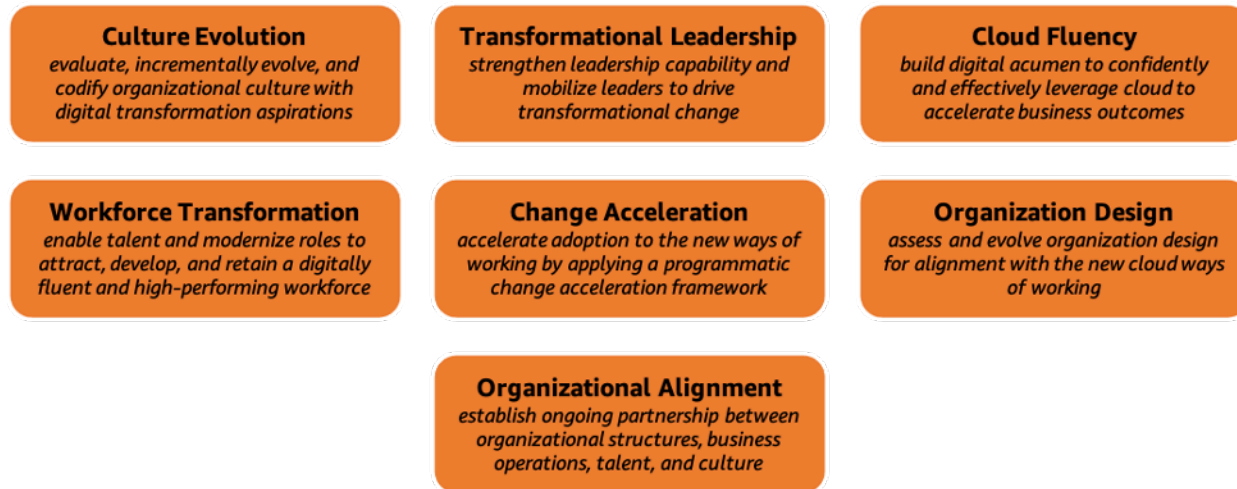 Culture Evolution
evaluate, incrementally evolve, and
codify organizational culture with
digital transformation aspirations
Transformational Leadership
strengthen leadership capability and
mobilize leaders to drive
transformational change
Cloud Fluency
build digital acumen to confidently
and effectively leverage cloud to
accelerate business outcomes
Workforce Transformation
enable talent and modernize roles to
attract, develop, and retain a digitally
fluent and high-performing workforce
Change Acceleration
accelerate adoption to the new ways of
working by applying a programmatic
change acceleration framework
Organization Design
assess and evolve organization design
for alignment with the new cloud ways
of working
Organizational Alignment
establish ongoing partnership between
organizational structures, business
operations, talent, and culture